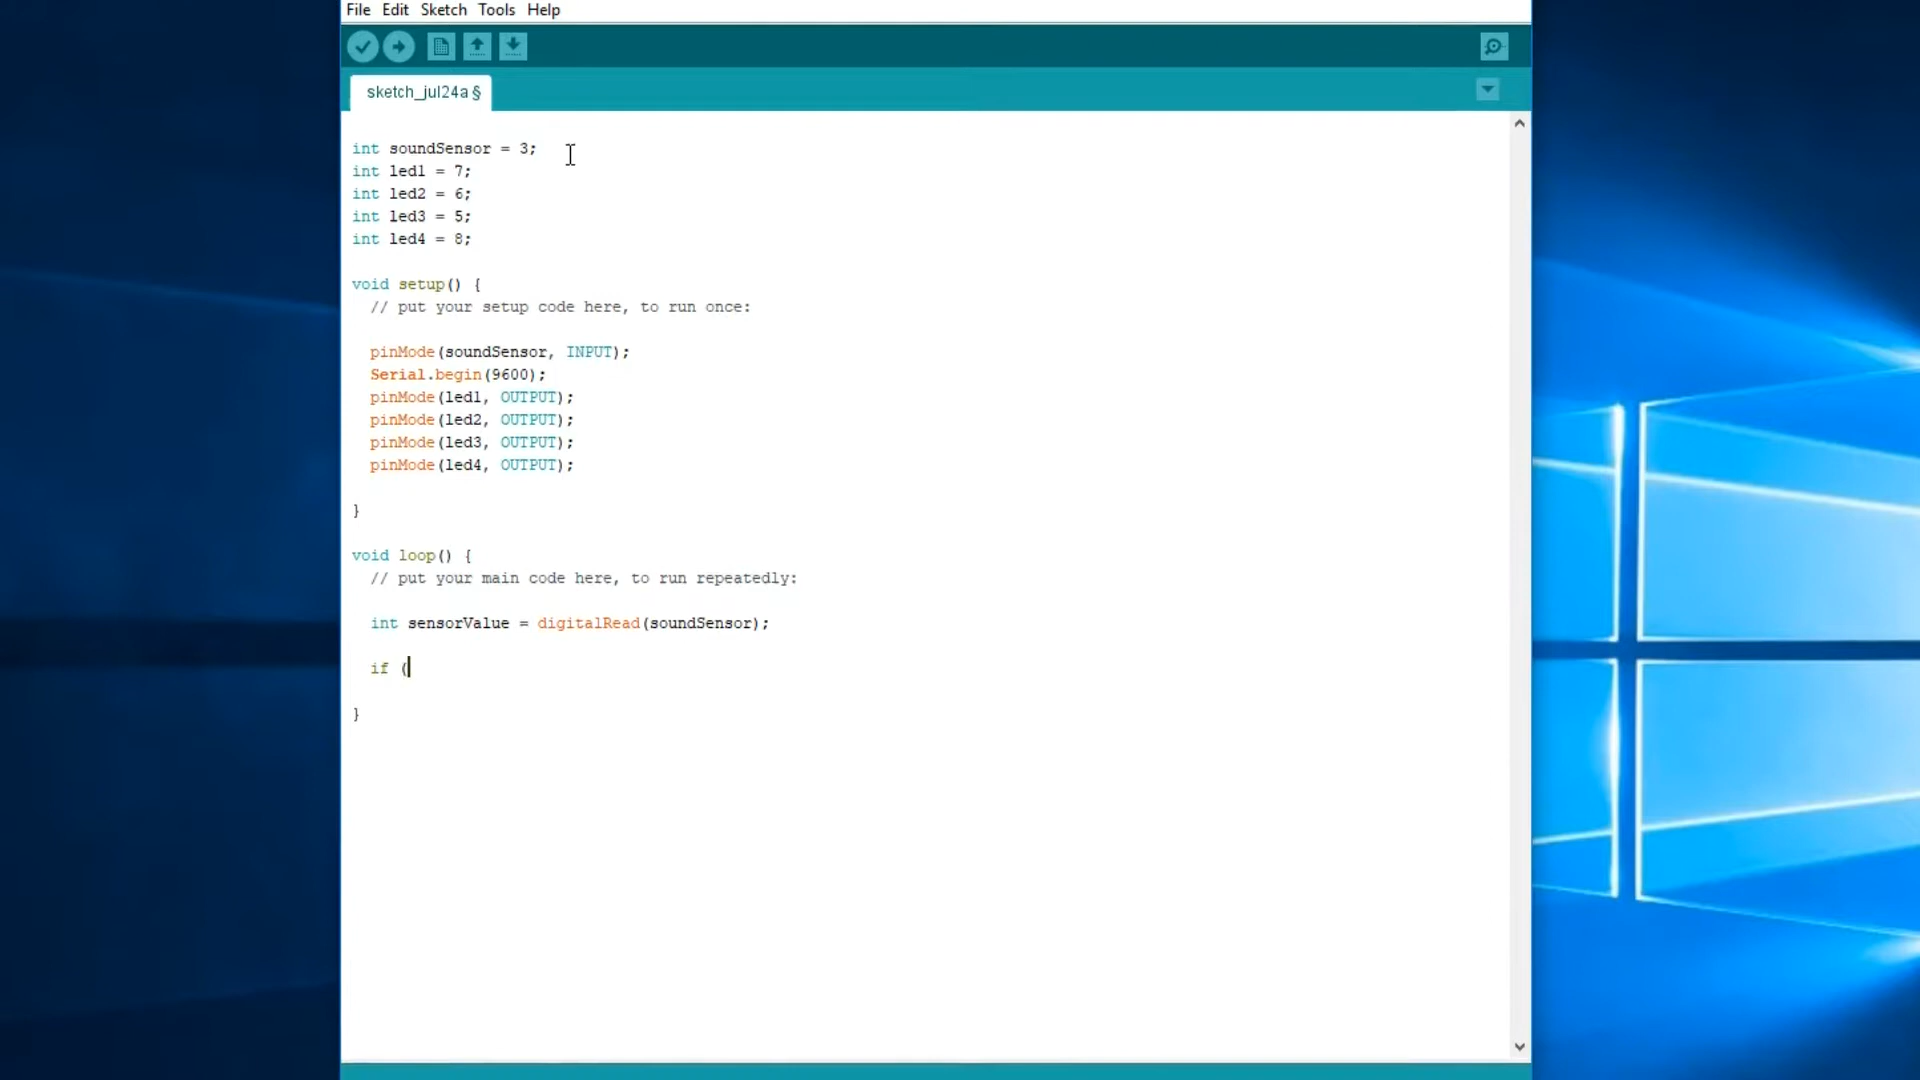 File Edit Sketch Tools Help
sketch_jul24a §
int soundSensor = 3;
int led1 = 7;
int led2 = 6;
int led3 = 5;
int led4 = 8;
void setup() {
// put your setup code here, to run once:
pinMode(soundSensor, INPUT);
Serial.begin(9600);
pinMode(led1, OUTPUT);
pinMode(led2, OUTPUT);
pinMode(led3, OUTPUT);
pinMode(led4, OUTPUT);
}
void loop() {
// put your main code here, to run repeatedly:
int sensorValue = digitalRead(soundSensor);
if (
}